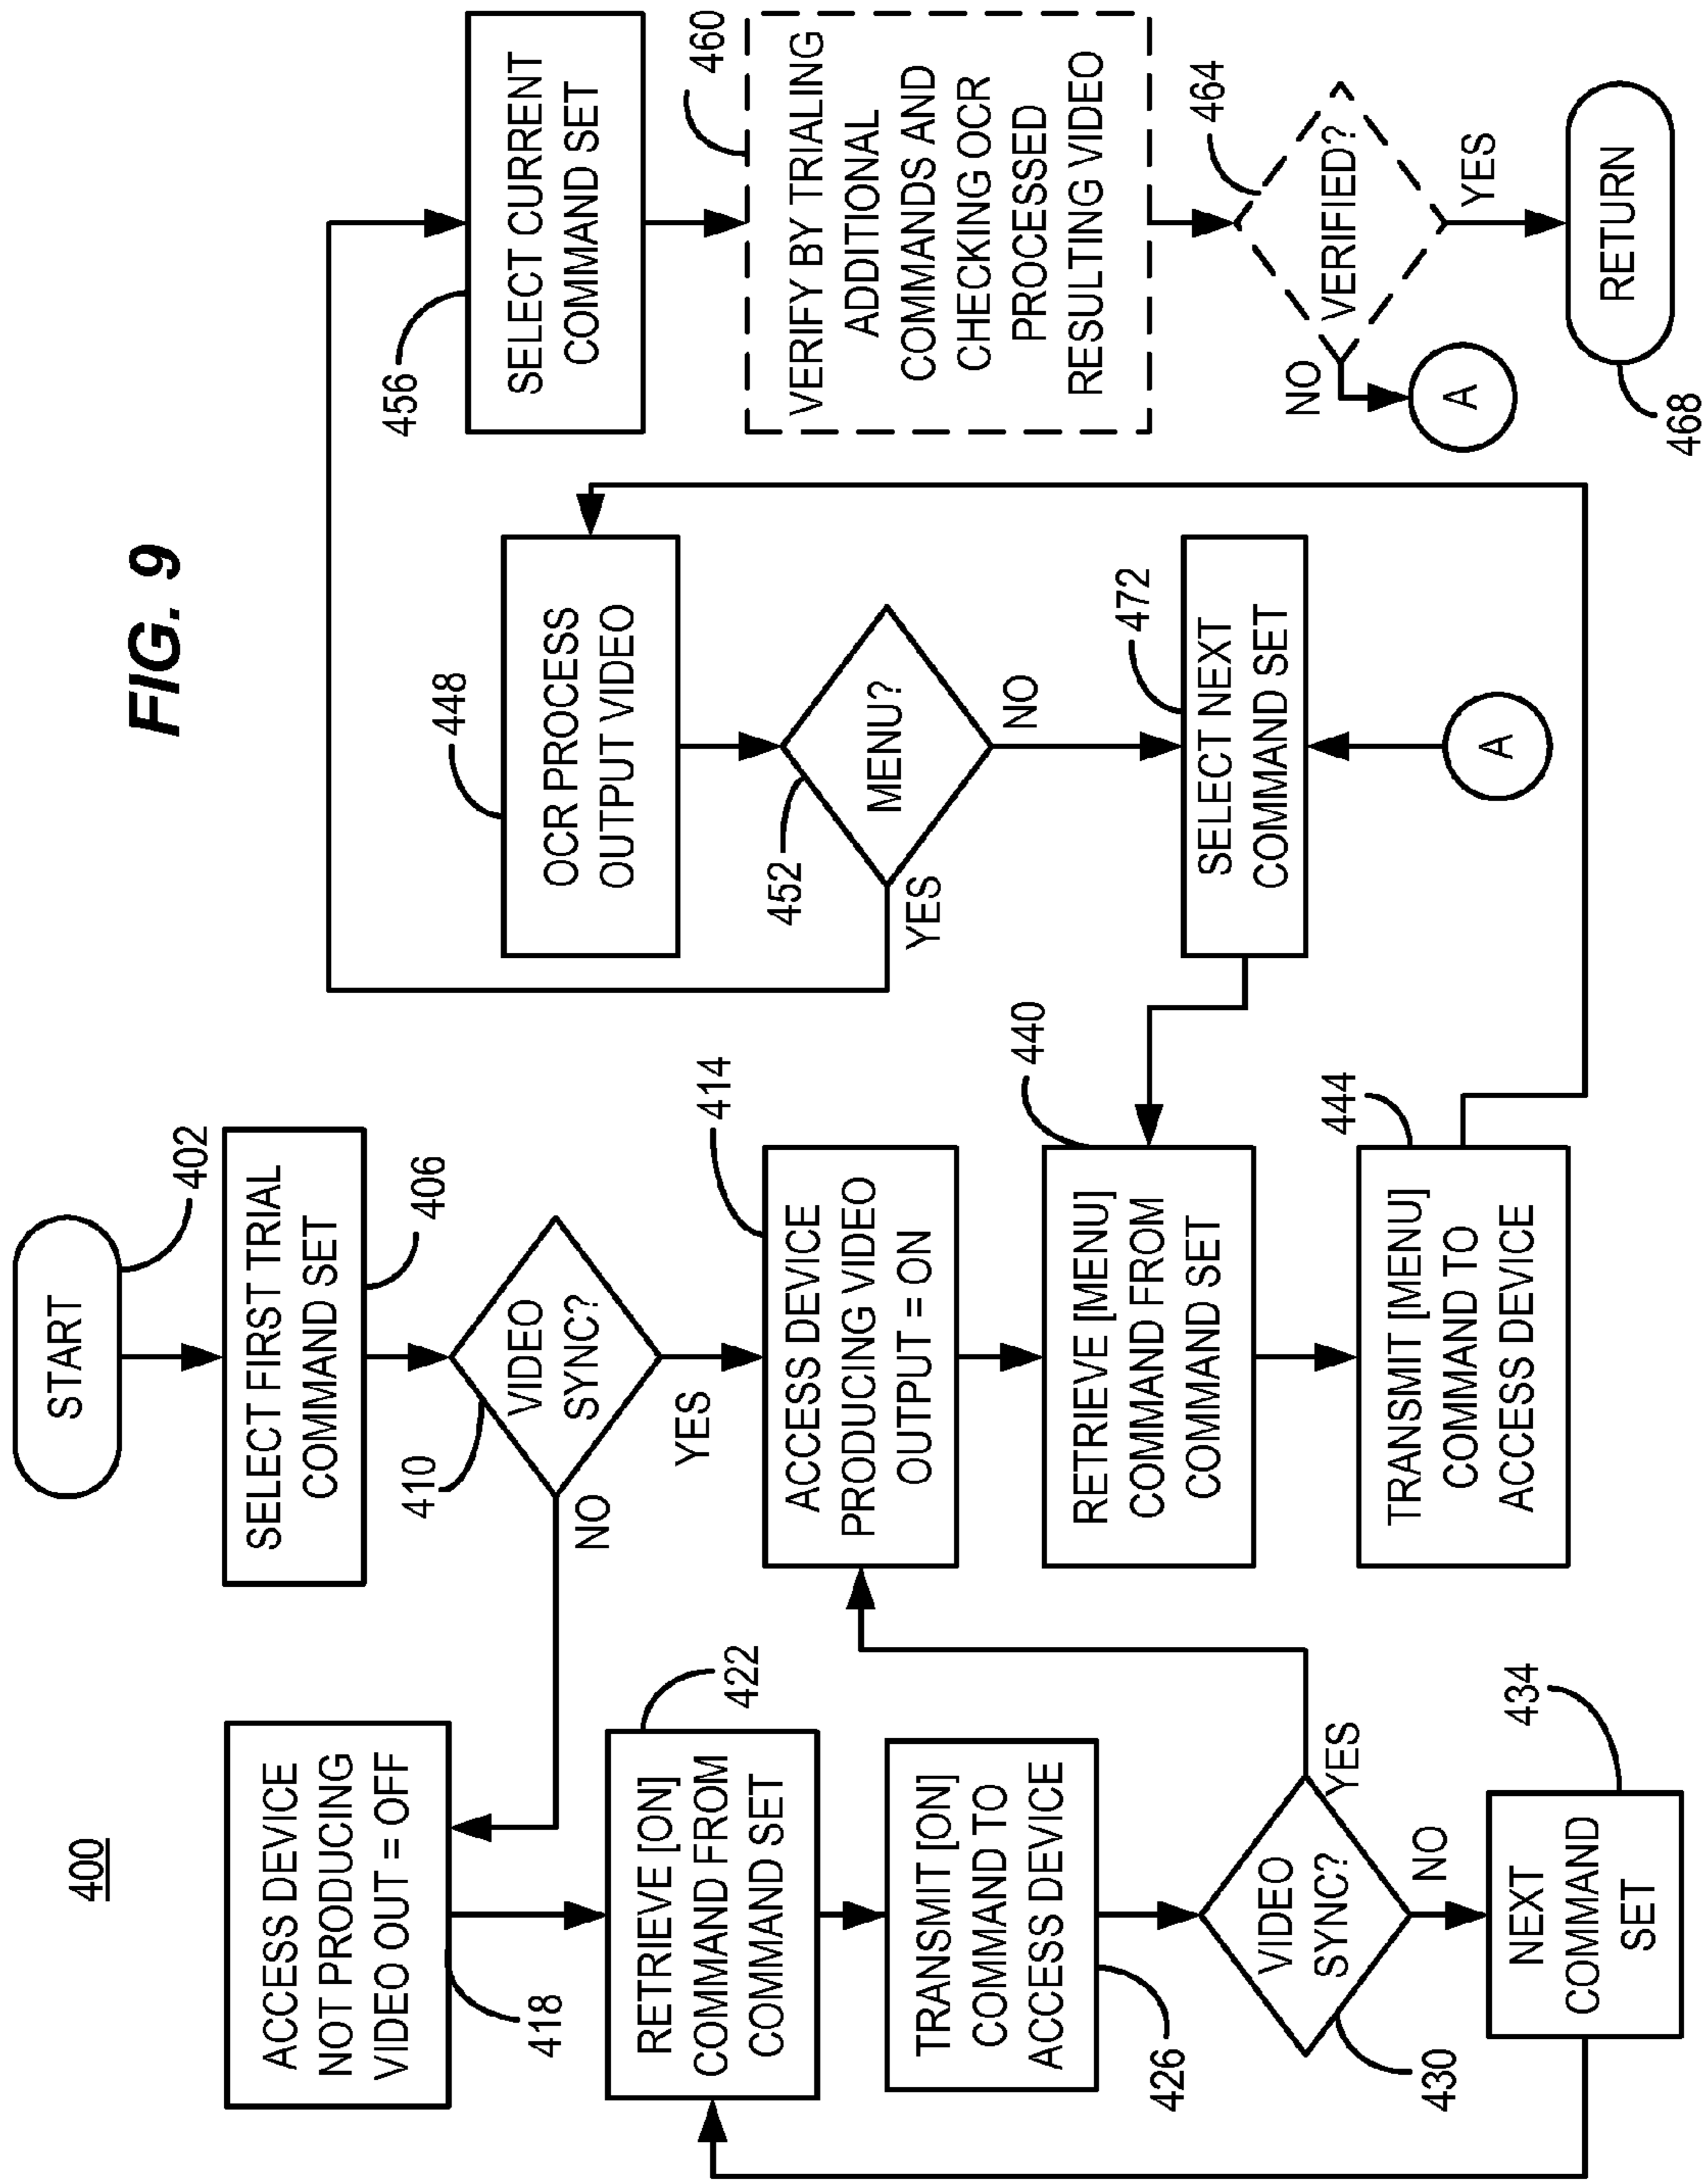 FIG. 9
400
START
402
SELECT FIRST TRIAL
COMMAND SET
406
VIDEO
SYNC?
410
NO
YES
ACCESS DEVICE
NOT PRODUCING
VIDEO OUT = OFF
418
RETRIEVE [ON]
COMMAND FROM
COMMAND SET
422
TRANSMIT [ON]
COMMAND TO
ACCESS DEVICE
426
VIDEO
SYNC?
430
YES
NO
NEXT
COMMAND
SET
434
ACCESS DEVICE
PRODUCING VIDEO
OUTPUT = ON
414
RETRIEVE [MENU]
COMMAND FROM
COMMAND SET
440
TRANSMIT [MENU]
COMMAND TO
ACCESS DEVICE
444
OCR PROCESS
OUTPUT VIDEO
448
MENU?
452
YES
NO
SELECT NEXT
COMMAND SET
472
A
SELECT CURRENT
COMMAND SET
456
VERIFY BY TRIALING
ADDITIONAL
COMMANDS AND
CHECKING OCR
PROCESSED
RESULTING VIDEO
460
VERIFIED?
464
NO
A
YES
RETURN
468